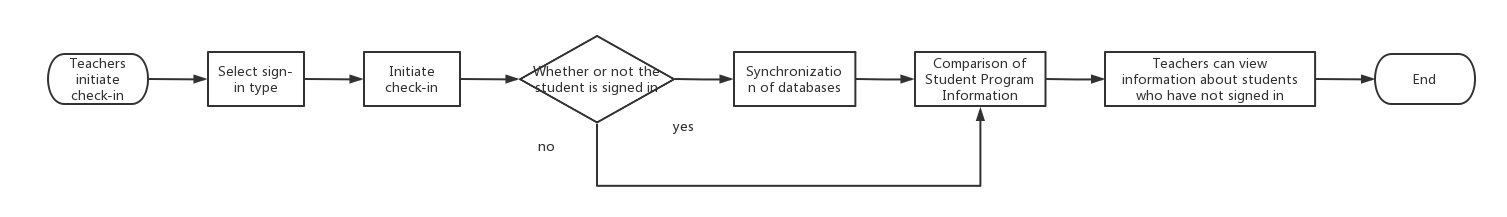 Teachers
initiate
check-in
Select sign-
in type
Initiate
check-in
Whether or not the
student is signed in
yes
no
Synchronizatio
n of databases
Comparison of
Student Program
Information
Teachers can view
information about students
who have not signed in
End